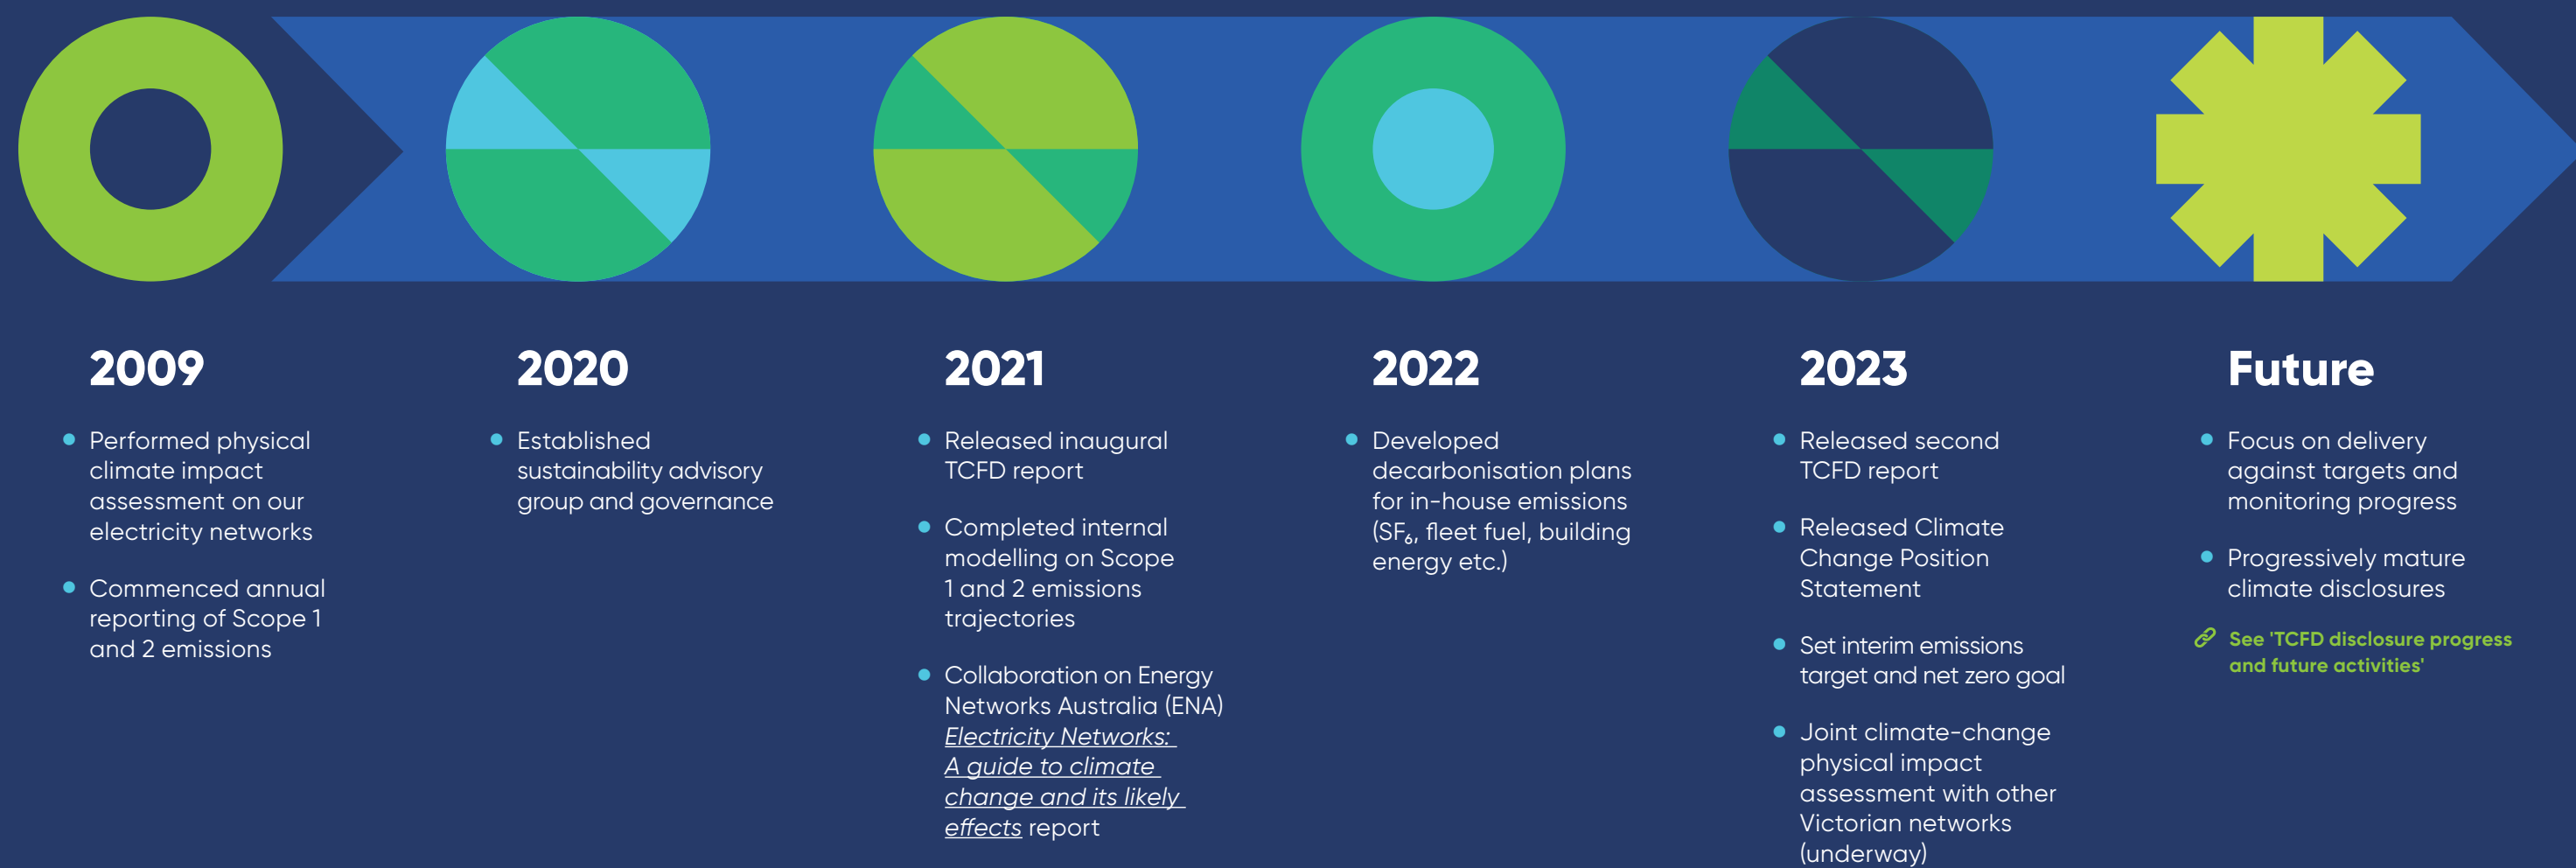 2009
Performed physical
climate impact
assessment on our
electricity networks
Commenced annual
reporting of Scope 1
and 2 emissions
2020
Established
sustainability advisory
group and governance
2021
Released inaugural
TCFD report
Completed internal
modelling on Scope
1 and 2 emissions
trajectories
Collaboration on Energy
Networks Australia (ENA)
Electricity Networks:
A guide to climate
change and its likely
effects report
2022
Developed
decarbonisation plans
for in-house emissions
(SF₆, fleet fuel, building
energy etc.)
2023
Released second
TCFD report
Released Climate
Change Position
Statement
Set interim emissions
target and net zero goal
Joint climate-change
physical impact
assessment with other
Victorian networks
(underway)
Future
Focus on delivery
against targets and
monitoring progress
Progressively mature
climate disclosures
See 'TCFD disclosure progress
and future activities'